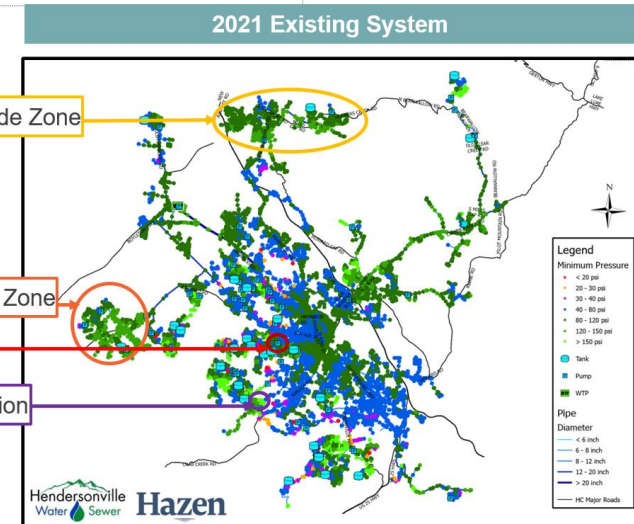 2021 Existing System
de Zone
Zone
ion
N
Legend
Minimum Pressure
< 20 psi
20 - 30 psi
30 - 40 psi
40 - 80 psi
80 - 120 psi
120 - 150 psi
> 150 psi
Tank
Pump
WTP WTP
Pipe
Diameter
< 6 inch
6 - 8 inch
8 - 12 inch
12 - 20 inch
> 20 inch
HC Major Roads
Hendersonville
Water Sewer
Hazen